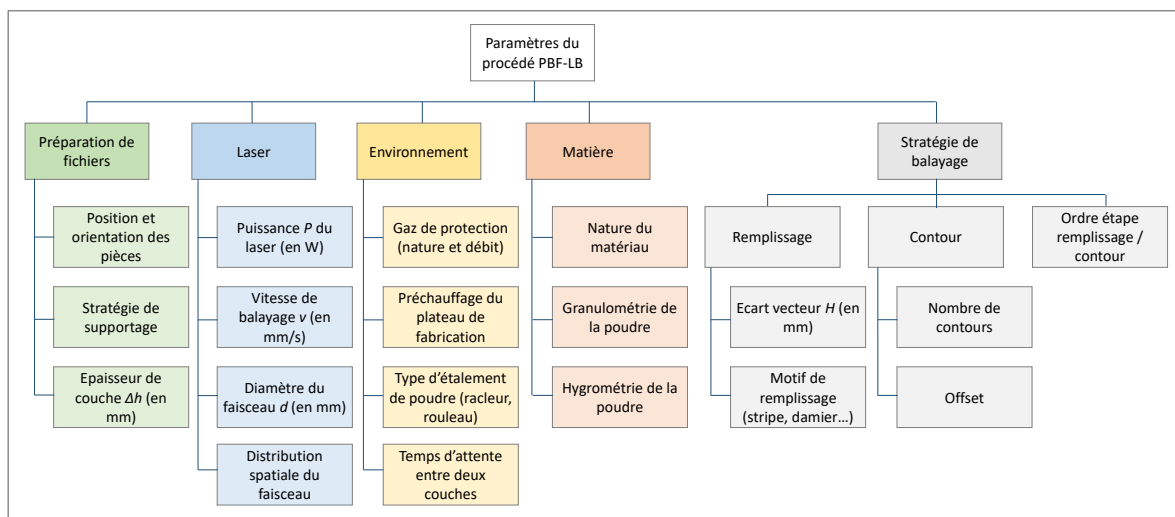 Paramètres du
procédé PBF-LB
Préparation de
fichiers
Laser
Environnement
Matière
Stratégie de
balayage
Position et
orientation des
pièces
Stratégie de
supportage
Epaisseur de
couche Δh (en
mm)
Puissance P du
laser (en W)
Vitesse de
balayage v (en
mm/s)
Diamètre du
faisceau d (en mm)
Distribution
spatiale du
faisceau
Gaz de protection
(nature et débit)
Préchauffage du
plateau de
fabrication
Type d’étalement
de poudre (racleur,
rouleau)
Temps d’attente
entre deux
couches
Nature du
matériau
Granulométrie de
la poudre
Hygrométrie de la
poudre
Remplissage
Ecart vecteur H (en
mm)
Motif de
remplissage
(stripe, damier…)
Contour
Nombre de
contours
Offset
Ordre étape
remplissage /
contour